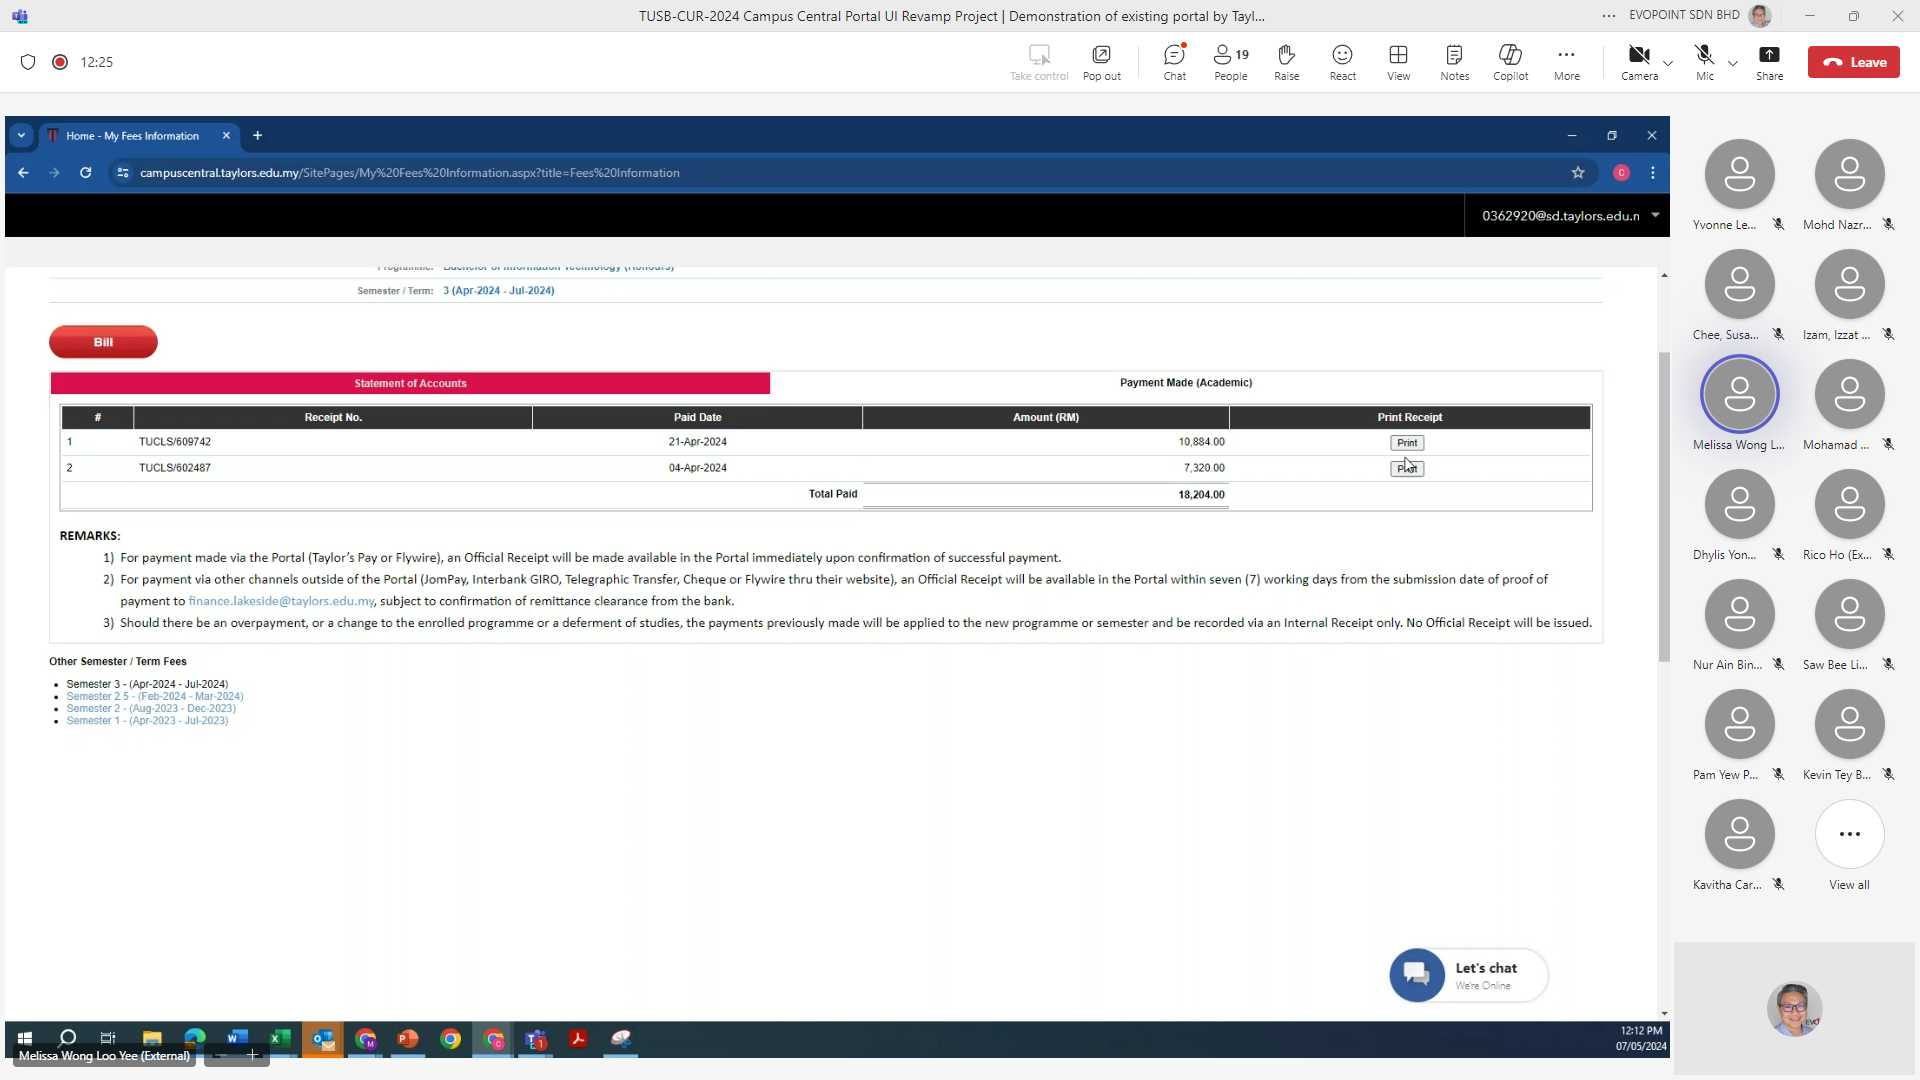 TUSB-CUR-2024 Campus Central Portal UI Revamp Project | Demonstration of existing portal by Tayl...
EVOPOINT SDN BHD
12:25
Take control
Pop out
Chat
19
People
Raise
React
View
Notes
Copilot
More
Camera
Mic
Share
Leave
Home - My Fees Information
campuscentral.taylors.edu.my/SitePages/My%20Fees%20Information.aspx?title=Fees%20Information
C
0362920@sd.taylors.edu.n
Programme: Bachelor of Information Technology (Honours)
Semester / Term: 3 (Apr-2024 - Jul-2024)
Bill
Statement of Accounts
Payment Made (Academic)
# Receipt No. Paid Date Amount (RM) Print Receipt
1 TUCLS/609742 21-Apr-2024 10,884.00 Print
2 TUCLS/602487 04-Apr-2024 7,320.00 Print
Total Paid 18,204.00
REMARKS:
1) For payment made via the Portal (Taylor's Pay or Flywire), an Official Receipt will be made available in the Portal immediately upon confirmation of successful payment.
2) For payment via other channels outside of the Portal (JomPay, Interbank GIRO, Telegraphic Transfer, Cheque or Flywire thru their website), an Official Receipt will be available in the Portal within seven (7) working days from the submission date of proof of
payment to finance.lakeside@taylors.edu.my, subject to confirmation of remittance clearance from the bank.
3) Should there be an overpayment, or a change to the enrolled programme or a deferment of studies, the payments previously made will be applied to the new programme or semester and be recorded via an Internal Receipt only. No Official Receipt will be issued.
Other Semester / Term Fees
• Semester 3 - (Apr-2024 - Jul-2024)
• Semester 2.5 - (Feb-2024 - Mar-2024)
• Semester 2 - (Aug-2023 - Dec-2023)
• Semester 1 - (Apr-2023 - Jul-2023)
Let's chat
We're Online
12:12 PM
07/05/2024
Melissa Wong Loo Yee (External)
Yvonne Le...
Mohd Nazr...
Chee, Susa...
Izam, Izzat ...
Melissa Wong L...
Mohamad ...
Dhylis Yon...
Rico Ho (Ex...
Nur Ain Bin...
Saw Bee Li...
Pam Yew P...
Kevin Tey B...
Kavitha Car...
View all